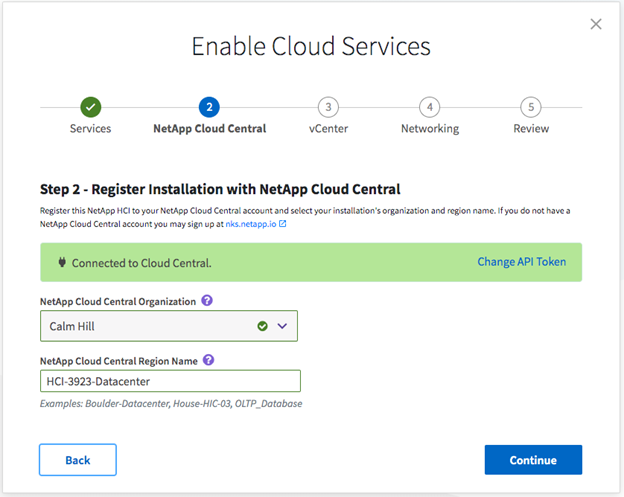 Enable Cloud Services
2 3 4 5
Services NetApp Cloud Central vCenter Networking Review
Step 2 - Register Installation with NetApp Cloud Central
Register this NetApp HCI to your NetApp Cloud Central account and select your installation's organization and region name. If you do not have a
NetApp Cloud Central account you may sign up at nks.netapp.io
Connected to Cloud Central. Change API Token
NetApp Cloud Central Organization ?
Calm Hill
NetApp Cloud Central Region Name ?
HCI-3923-Datacenter
Examples: Boulder-Datacenter, House-HIC-03, OLTP_Database
Back Continue